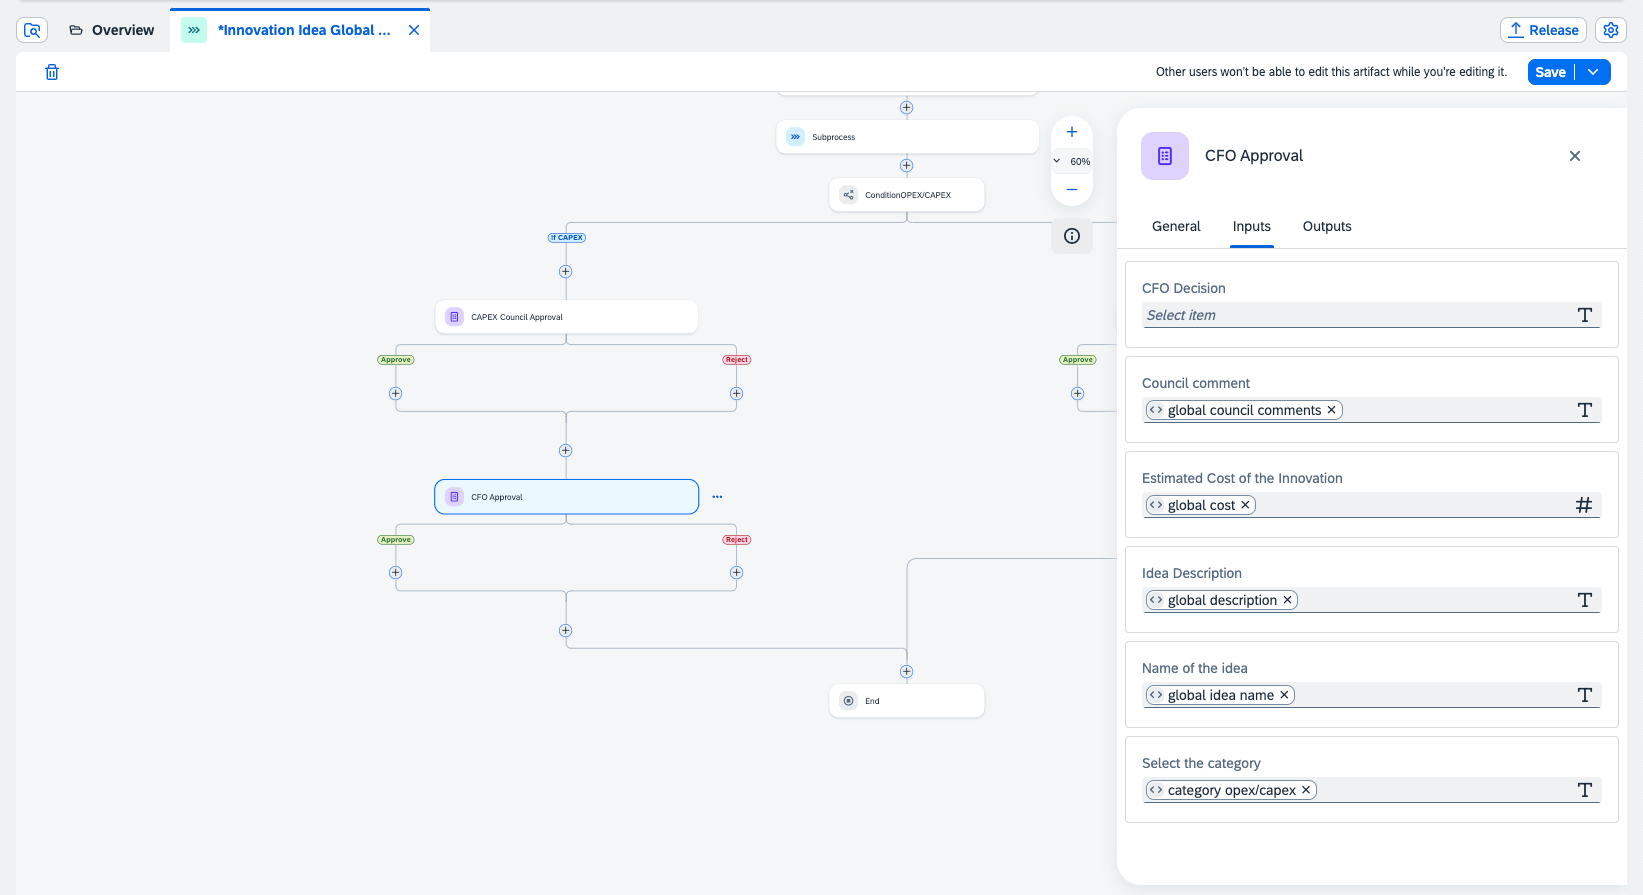 Overview
*Innovation Idea Global ...
Release
Other users won't be able to edit this artifact while you're editing it.
Save
Subprocess
60%
ConditionOPEX/CAPEX
If CAPEX
CAPEX Council Approval
Approve
Reject
Approve
CFO Approval
Approve
Reject
End
CFO Approval
General
Inputs
Outputs
CFO Decision
Select item
Council comment
global council comments
Estimated Cost of the Innovation
global cost
Idea Description
global description
Name of the idea
global idea name
Select the category
category opex/capex